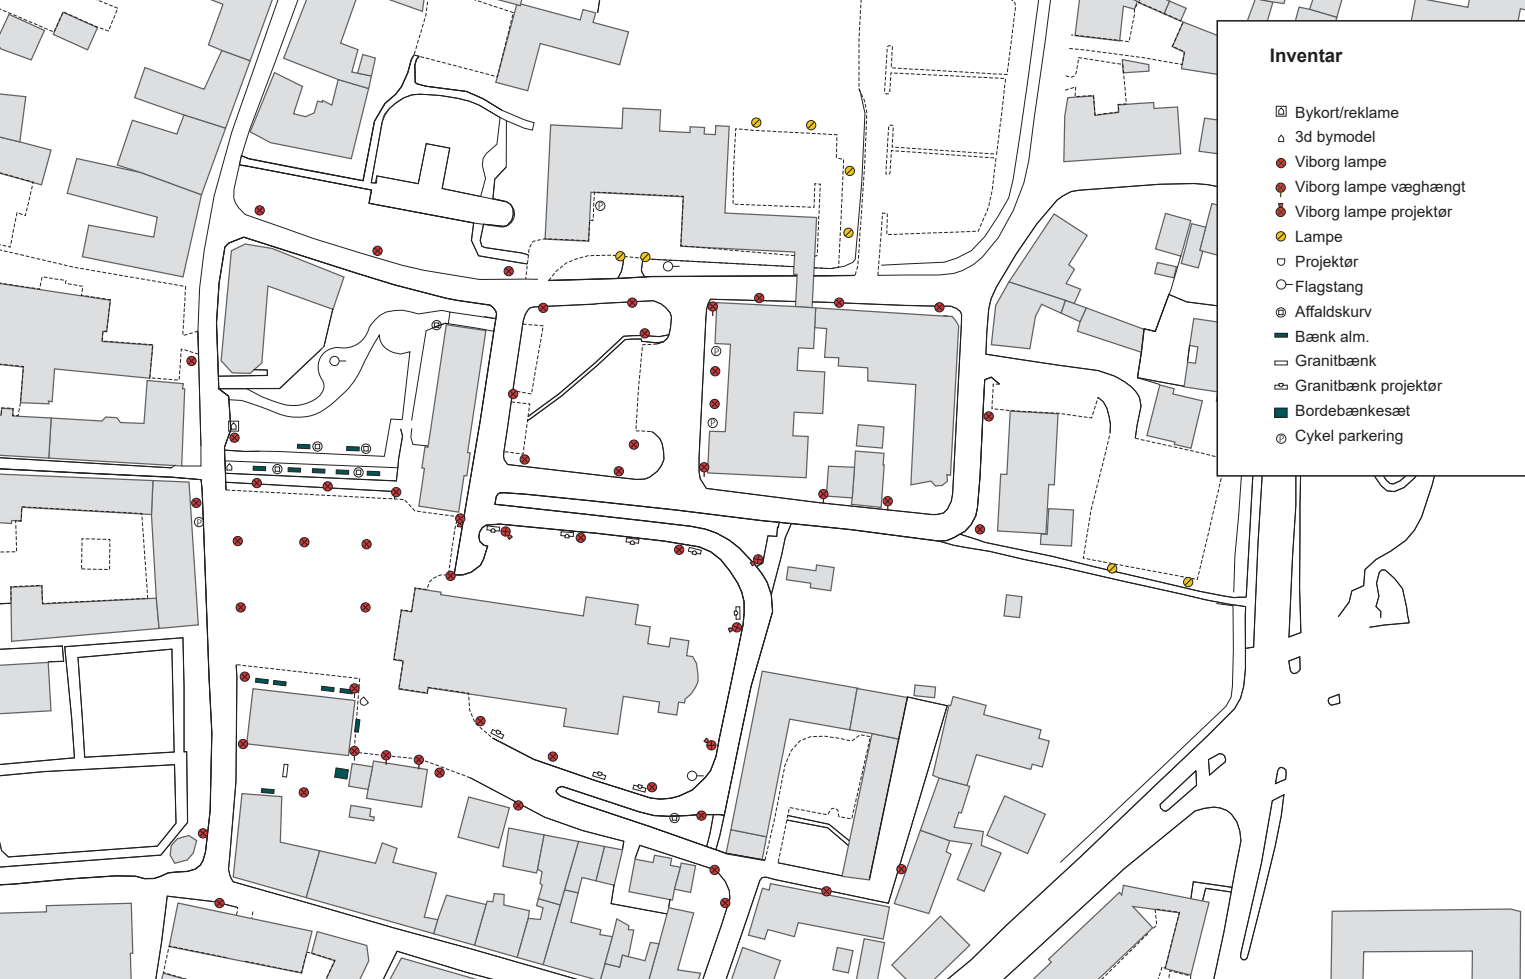 Inventar
Bykort/reklame
3d bymodel
Viborg lampe
Viborg lampe væghængt
Viborg lampe projektør
Lampe
Projektør
Flagstang
Affaldskurv
Bænk alm.
Granitbænk
Granitbænk projektør
Bordebænkesæt
Cykel parkering